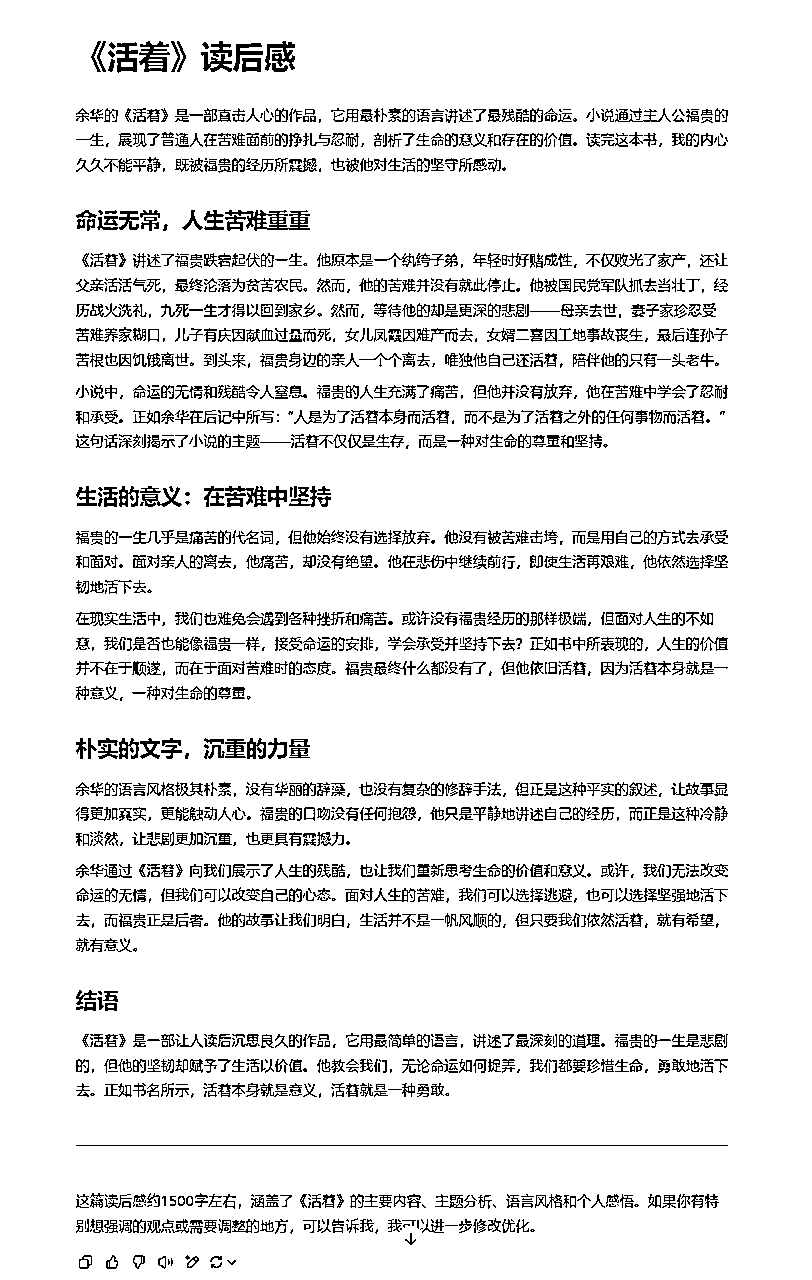 《活着》读后感
余华的《活着》是一部直击人心的作品，它用最朴素的语言讲述了最残酷的命运。小说通过主人公福贵的
一生，展现了普通人在苦难面前的挣扎与忍耐，剖析了生命的意义和存在的价值。读完这本书，我的内心
久久不能平静，既被福贵的经历所震撼，也被他对生活的坚守所感动。
命运无常，人生苦难重重
《活着》讲述了福贵跌宕起伏的一生。他原本是一个纨绔子弟，年轻时好赌成性，不仅败光了家产，还让
父亲活活气死，最终沦落为贫苦农民。然而，他的苦难并没有就此停止。他被国民党军队抓去当壮丁，经
历战火洗礼，九死一生才得以回到家乡。然而，等待他的却是更深的悲剧——母亲去世，妻子家珍忍受
苦难养家糊口，儿子有庆因献血过量而死，女儿凤霞因难产而去，女婿二喜因工地事故丧生，最后连孙子
苦根也因饥饿离世。到头来，福贵身边的亲人一个个离去，唯独他自己还活着，陪伴他的只有一头老牛。
小说中，命运的无情和残酷令人窒息。福贵的人生充满了痛苦，但他并没有放弃，他在苦难中学会了忍耐
和承受。正如余华在后记中所写：“人是为了活着本身而活着，而不是为了活着之外的任何事物而活着。”
这句话深刻揭示了小说的主题——活着不仅仅是生存，而是一种对生命的尊重和坚持。
生活的意义：在苦难中坚持
福贵的一生几乎是痛苦的代名词，但他始终没有选择放弃。他没有被苦难击垮，而是用自己的方式去承受
和面对。面对亲人的离去，他痛苦，却没有绝望。他在悲伤中继续前行，即使生活再艰难，他依然选择坚
韧地活下去。
在现实生活中，我们也难免会遇到各种挫折和痛苦。或许没有福贵经历的那样极端，但面对人生的不如
意，我们是否也能像福贵一样，接受命运的安排，学会承受并坚持下去？正如书中所表现的，人生的价值
并不在于顺遂，而在于面对苦难时的态度。福贵最终什么都没有了，但他依旧活着，因为活着本身就是一
种意义，一种对生命的尊重。
朴实的文字，沉重的力量
余华的语言风格极其朴素，没有华丽的辞藻，也没有复杂的修辞手法，但正是这种平实的叙述，让故事显
得更加真实，更能触动人心。福贵的口吻没有任何抱怨，他只是平静地讲述自己的经历，而正是这种冷静
和淡然，让悲剧更加沉重，也更具有震撼力。
余华通过《活着》向我们展示了人生的残酷，也让我们重新思考生命的价值和意义。或许，我们无法改变
命运的无情，但我们可以改变自己的心态。面对人生的苦难，我们可以选择逃避，也可以选择坚强地活下
去，而福贵正是后者。他的故事让我们明白，生活并不是一帆风顺的，但只要我们依然活着，就有希望，
就有意义。
结语
《活着》是一部让人读后沉思良久的作品，它用最简单的语言，讲述了最深刻的道理。福贵的一生是悲剧
的，但他的坚韧却赋予了生活以价值。他教会我们，无论命运如何捉弄，我们都要珍惜生命，勇敢地活下
去。正如书名所示，活着本身就是意义，活着就是一种勇敢。
这篇读后感约1500字左右，涵盖了《活着》的主要内容、主题分析、语言风格和个人感悟。如果你有特
别想强调的观点或需要调整的地方，可以告诉我，我可以进一步修改优化。